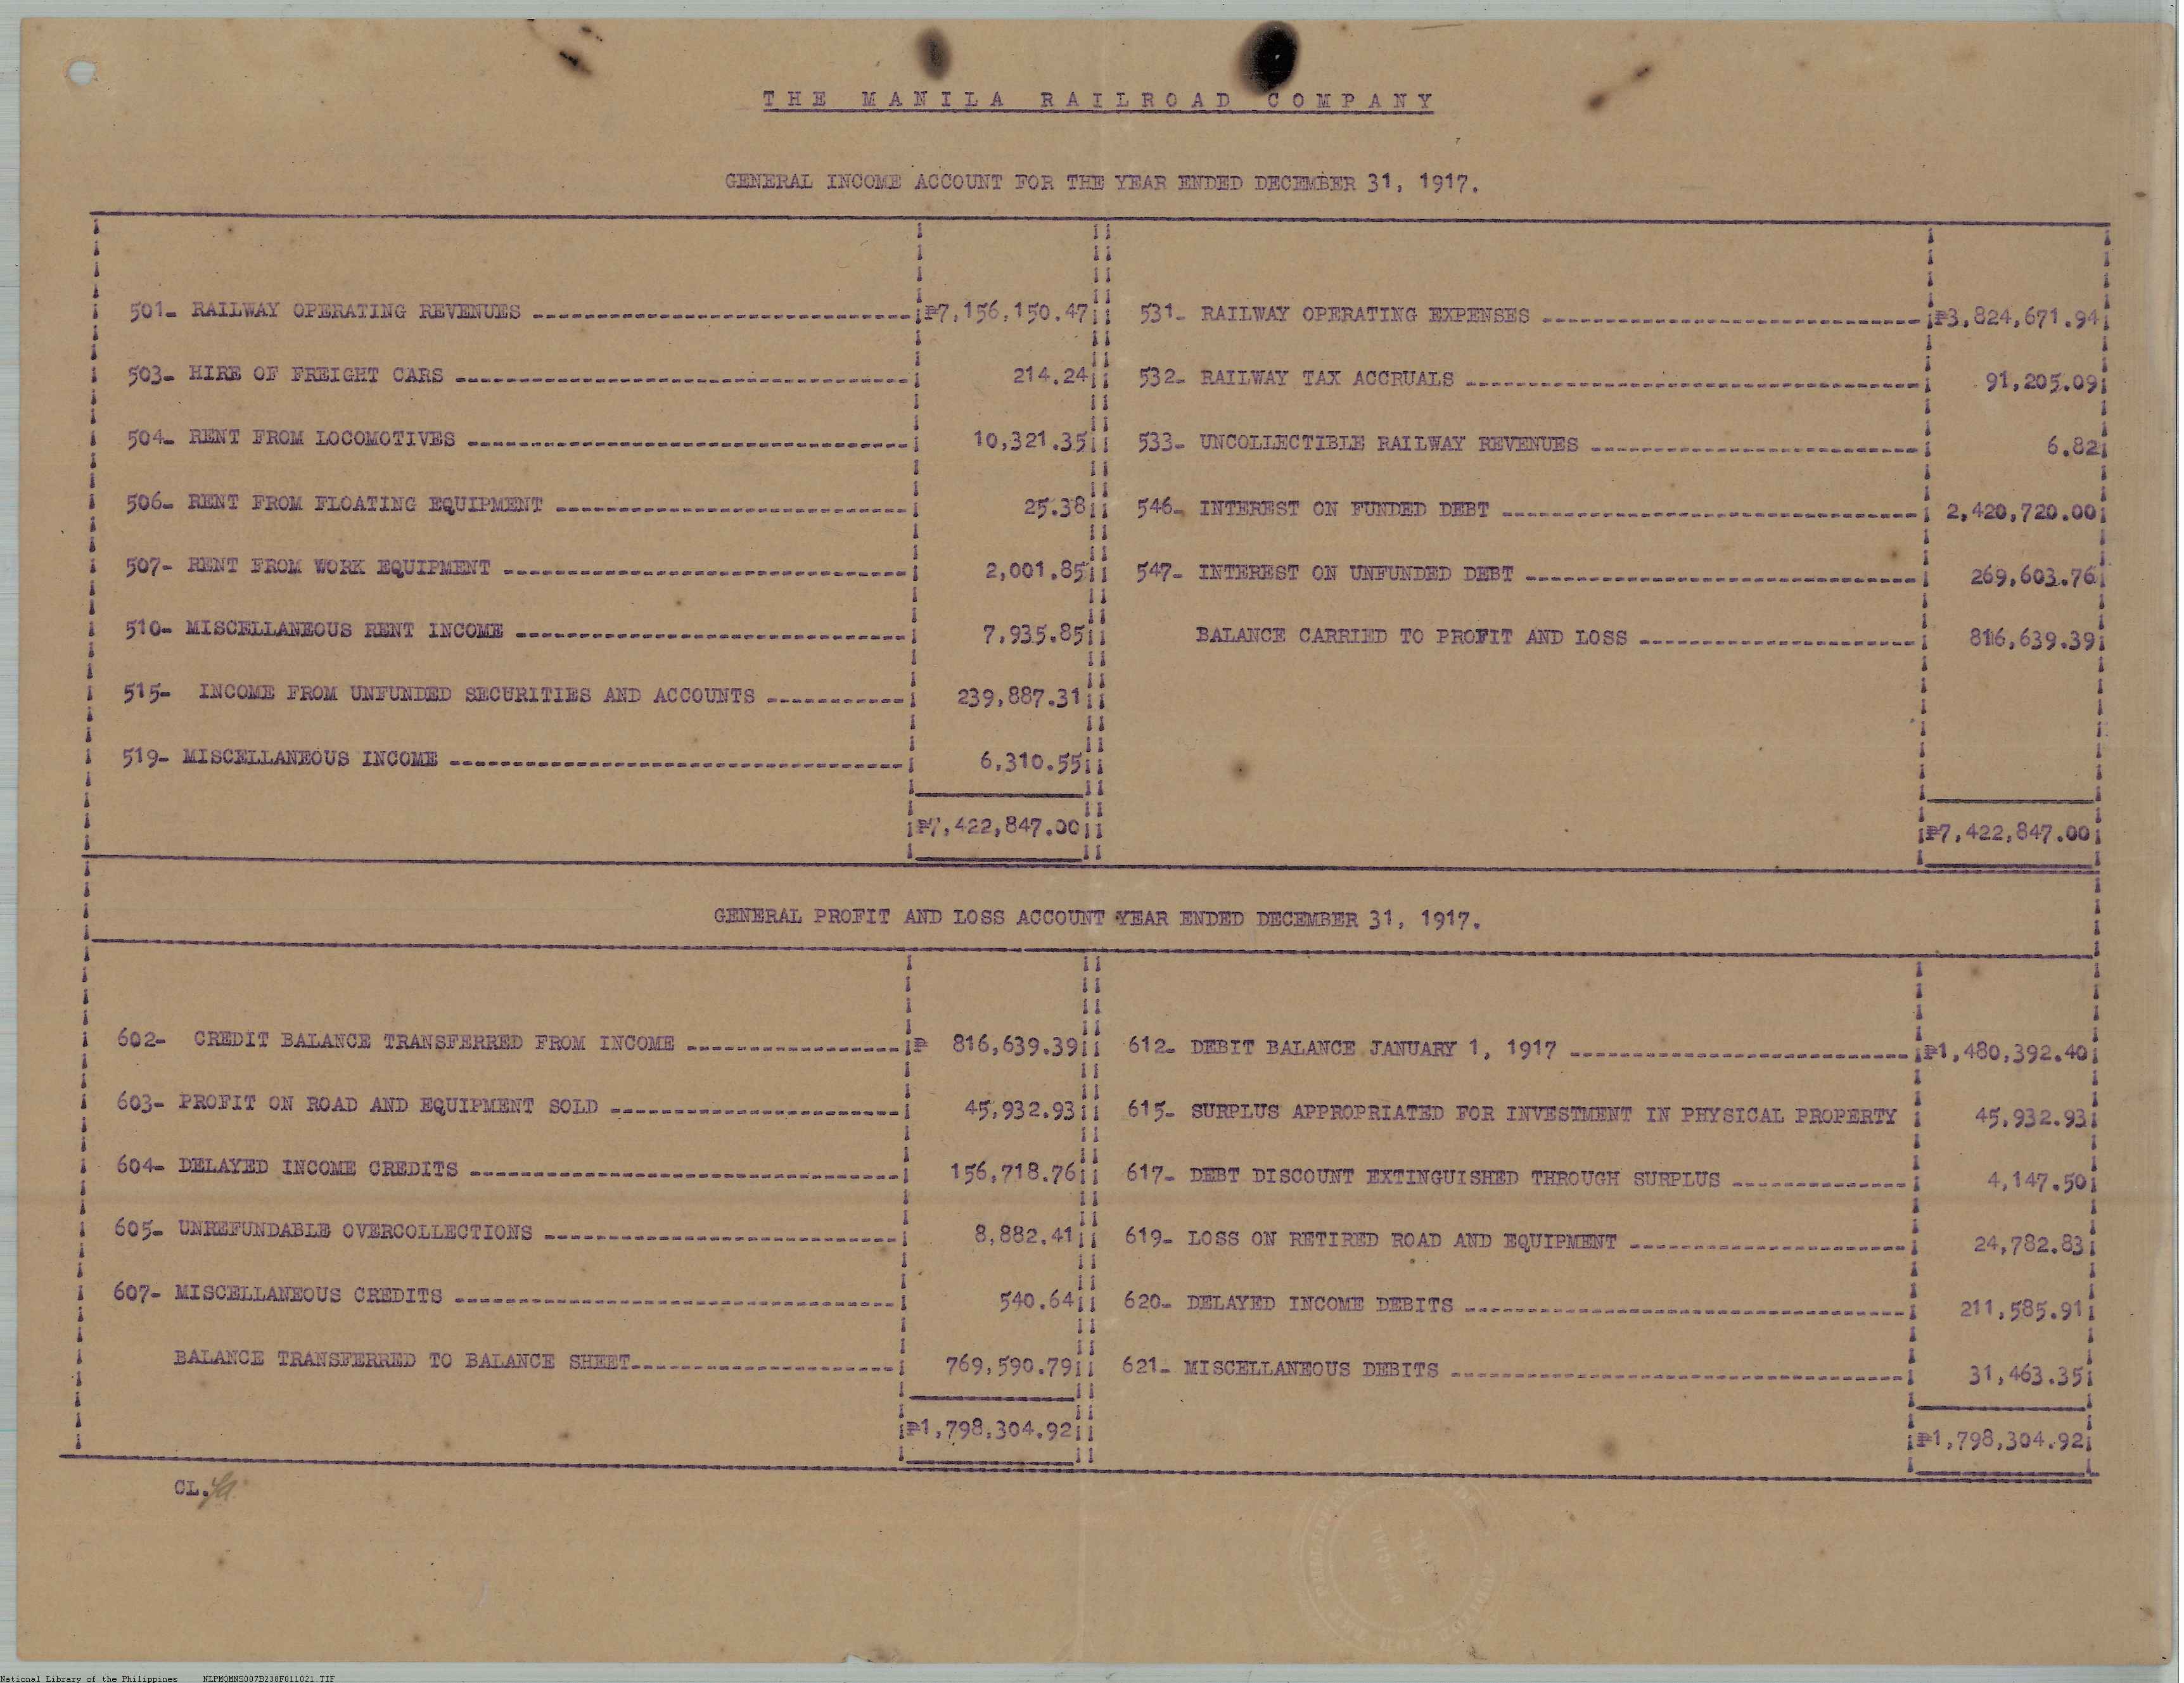 THE MANILA RAILROAD COMPANY
GENERAL INCOME ACCOUNT FOR THE YEAR ENDED DECEMBER 31, 1917.
501- RAILWAY OPERATING REVENUES ₱7,156,150.47
503- HIRE OF FREIGHT CARS 214.24
504- RENT FROM LOCOMOTIVES 10,321.35
506- RENT FROM FLOATING EQUIPMENT 25.38
507- RENT FROM WORK EQUIPMENT 2,001.85
510- MISCELLANEOUS RENT INCOME 7,935.85
515- INCOME FROM UNFUNDED SECURITIES AND ACCOUNTS 239,887.31
519- MISCELLANEOUS INCOME 6,310.55
₱7,422,847.00
531- RAILWAY OPERATING EXPENSES ₱3,824,671.94
532- RAILWAY TAX ACCRUALS 91,205.09
533- UNCOLLECTIBLE RAILWAY REVENUES 6.82
546- INTEREST ON FUNDED DEBT 2,420,720.00
547- INTEREST ON UNFUNDED DEBT 269,603.76
BALANCE CARRIED TO PROFIT AND LOSS 816,639.39
₱7,422,847.00
GENERAL PROFIT AND LOSS ACCOUNT YEAR ENDED DECEMBER 31, 1917.
602- CREDIT BALANCE TRANSFERRED FROM INCOME ₱ 816,639.39
603- PROFIT ON ROAD AND EQUIPMENT SOLD 45,932.93
604- DELAYED INCOME CREDITS 156,718.76
605- UNREFUNDABLE OVERCOLLECTIONS 8,882.41
607- MISCELLANEOUS CREDITS 540.64
BALANCE TRANSFERRED TO BALANCE SHEET 769,590.79
₱1,798,304.92
612- DEBIT BALANCE JANUARY 1, 1917 ₱1,480,392.40
615- SURPLUS APPROPRIATED FOR INVESTMENT IN PHYSICAL PROPERTY 45,932.93
617- DEBT DISCOUNT EXTINGUISHED THROUGH SURPLUS 4,147.50
619- LOSS ON RETIRED ROAD AND EQUIPMENT 24,782.83
620- DELAYED INCOME DEBITS 211,585.91
621- MISCELLANEOUS DEBITS 31,463.35
₱1,798,304.92
CL.
National Library of the Philippines NLPMQMNS007B238F011021.TIF